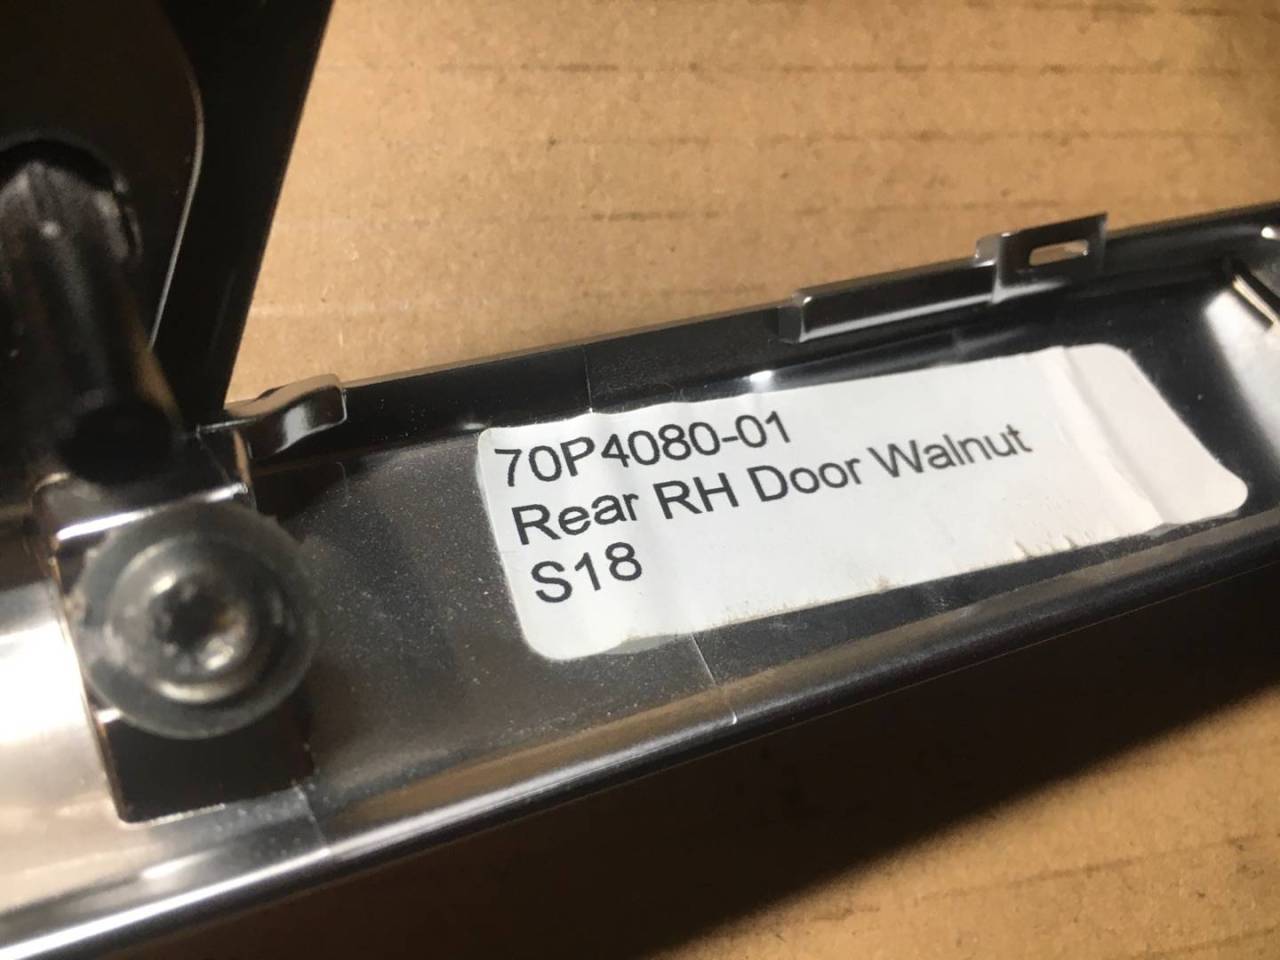 70P4080-01
Rear RH Door Walnut
S18